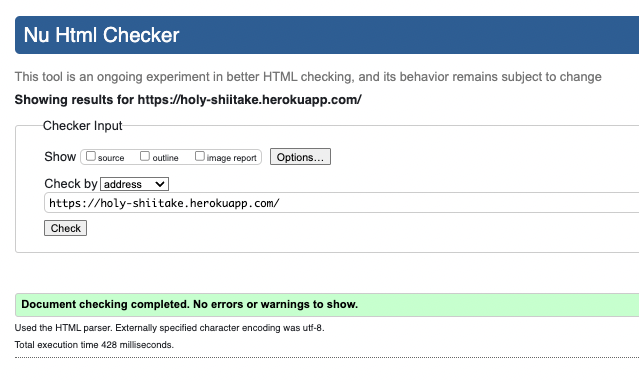 Nu Html Checker
This tool is an ongoing experiment in better HTML checking, and its behavior remains subject to change
Showing results for https://holy-shiitake.herokuapp.com/
Checker Input
Show source outline image report Options...
Check by address
https://holy-shiitake.herokuapp.com/
Check
Document checking completed. No errors or warnings to show.
Used the HTML parser. Externally specified character encoding was utf-8.
Total execution time 428 milliseconds.